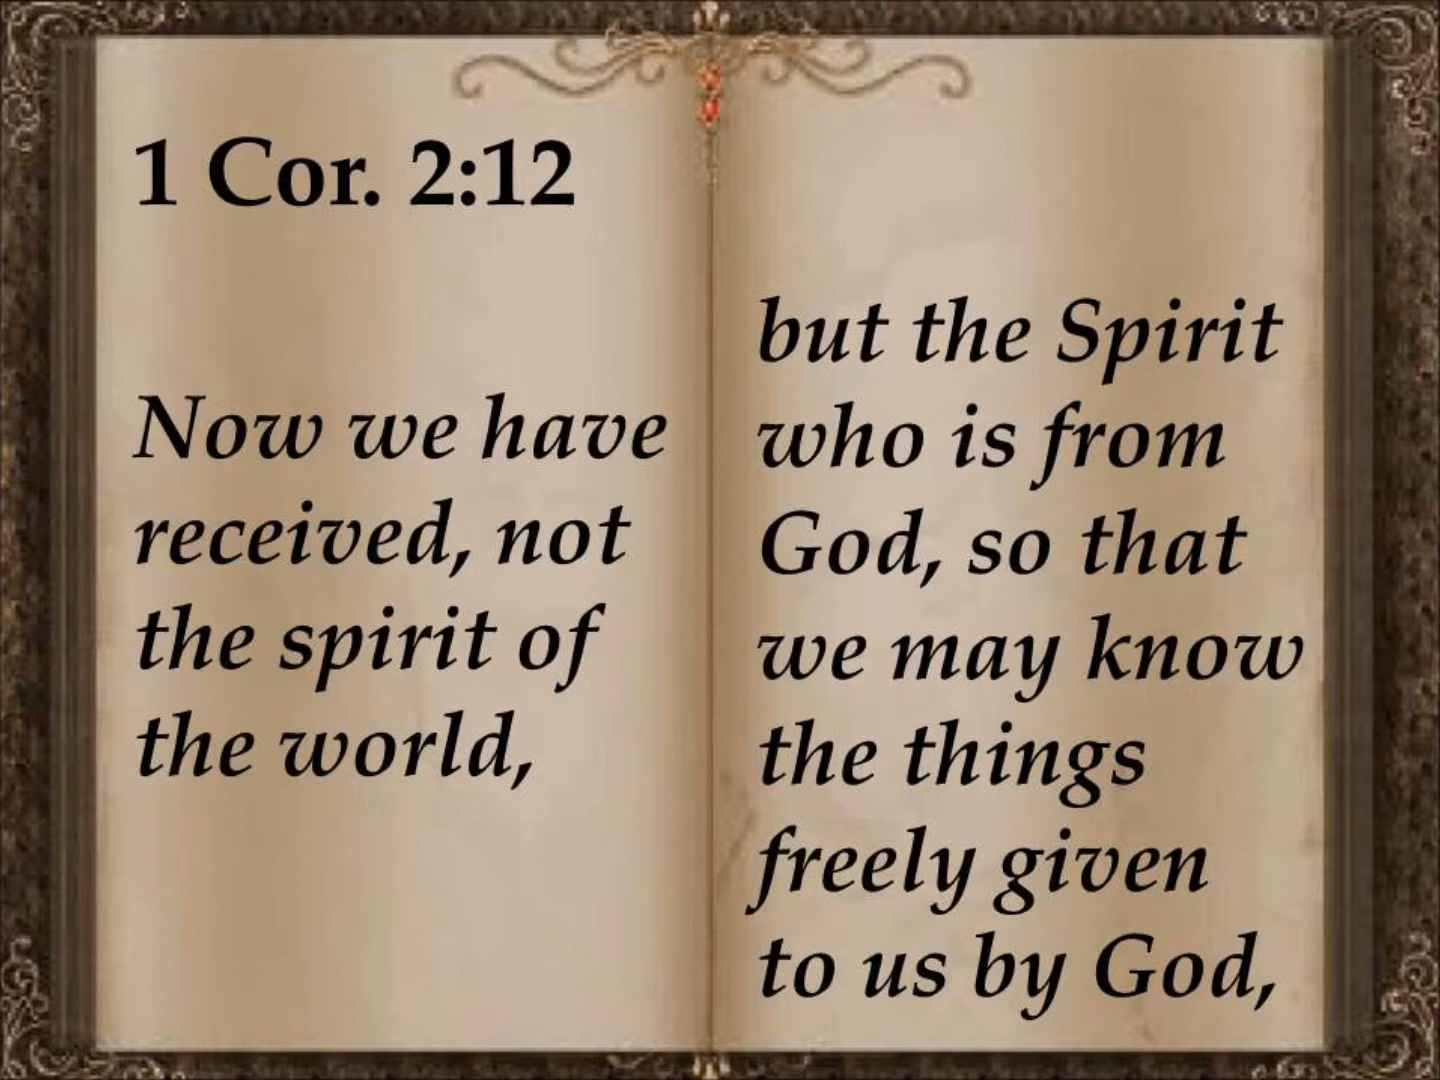 1 Cor. 2:12
Now we have
received, not
the spirit of
the world,
but the Spirit
who is from
God, so that
we may know
the things
freely given
to us by God,